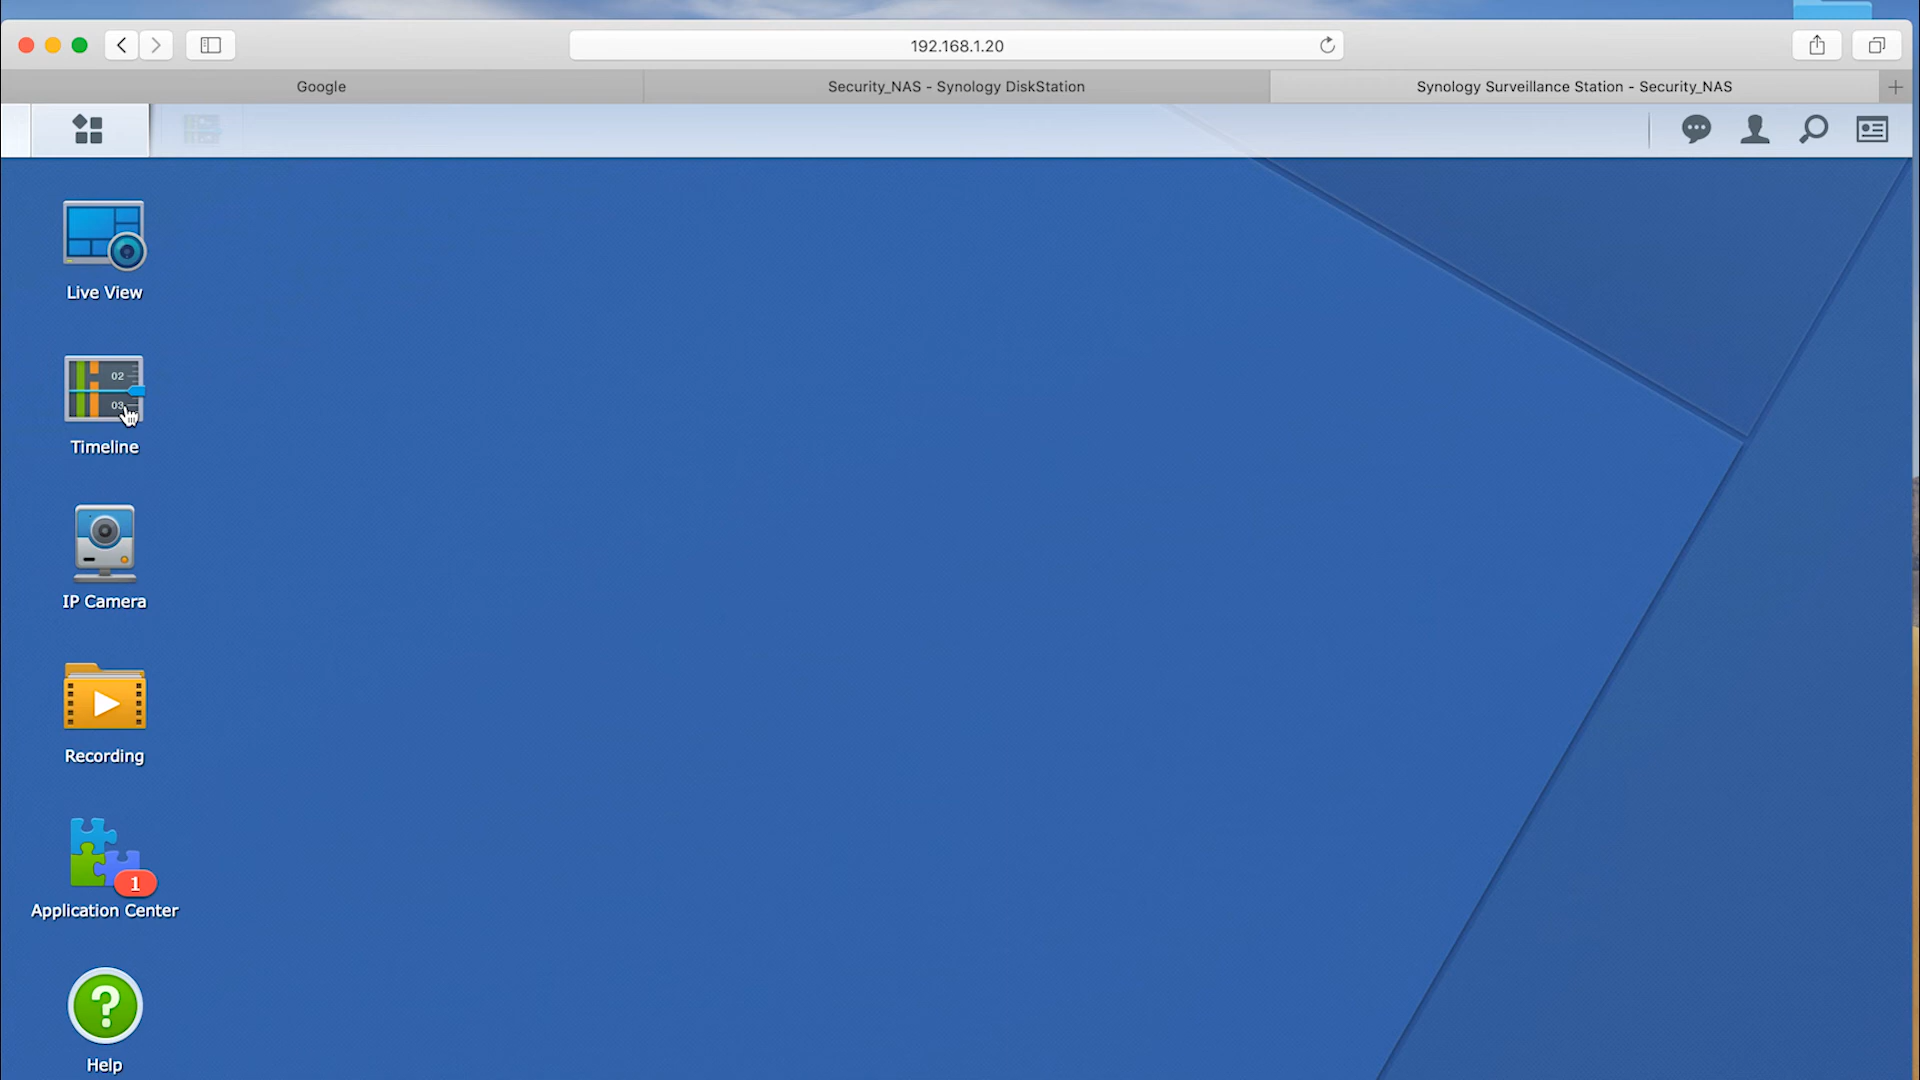 192.168.1.20
Google
Security_NAS - Synology DiskStation
Synology Surveillance Station - Security_NAS
Live View
02
03
Timeline
IP Camera
Recording
1
Application Center
?
Help